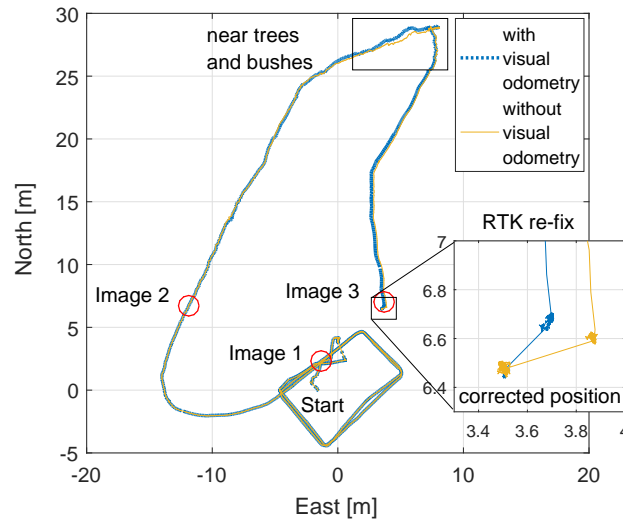 30
25
20
15
10
5
0
-5
-20
-10
0
10
20
North [m]
East [m]
near trees
and bushes
with
visual
odometry
without
visual
odometry
Image 2
Image 1
Image 3
Start
RTK re-fix
7
6.8
6.6
6.4
corrected position
3.4
3.6
3.8
4